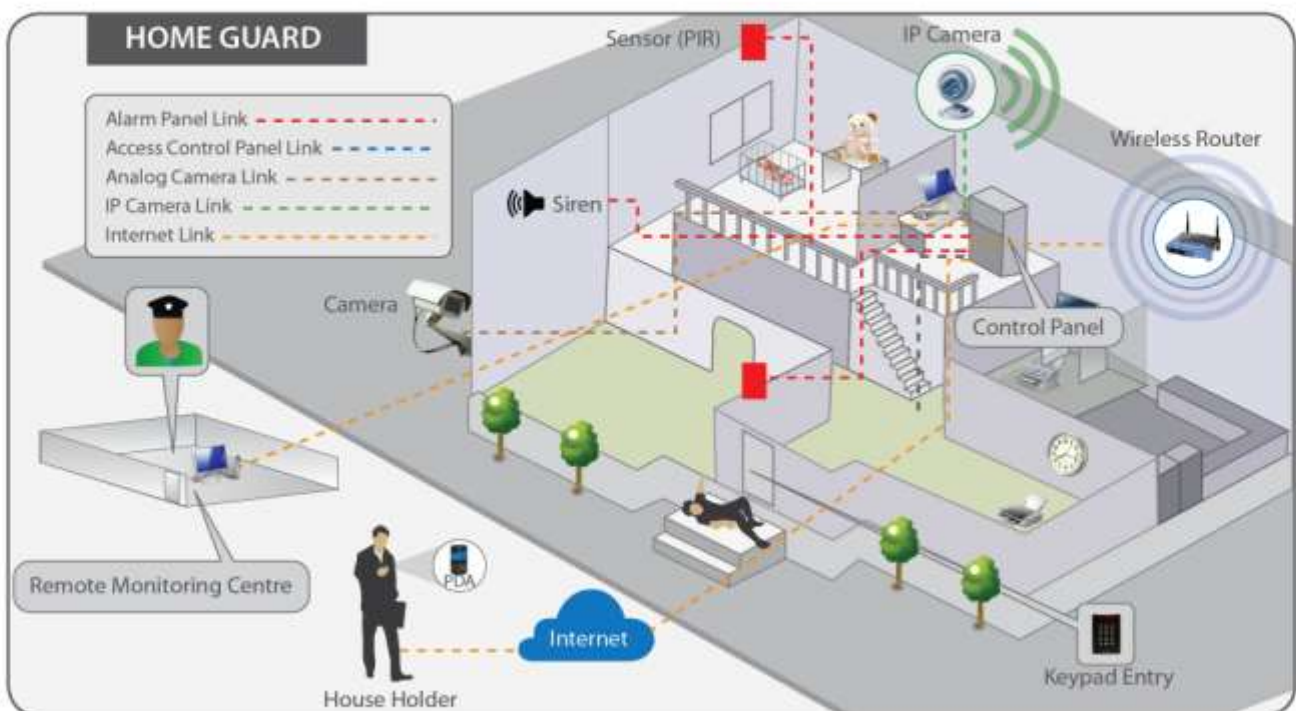 HOME GUARD
Sensor (PIR)
IP Camera
Alarm Panel Link
Access Control Panel Link
Analog Camera Link
IP Camera Link
Internet Link
Wireless Router
Siren
Camera
Control Panel
Remote Monitoring Centre
PDA
Internet
House Holder
Keypad Entry